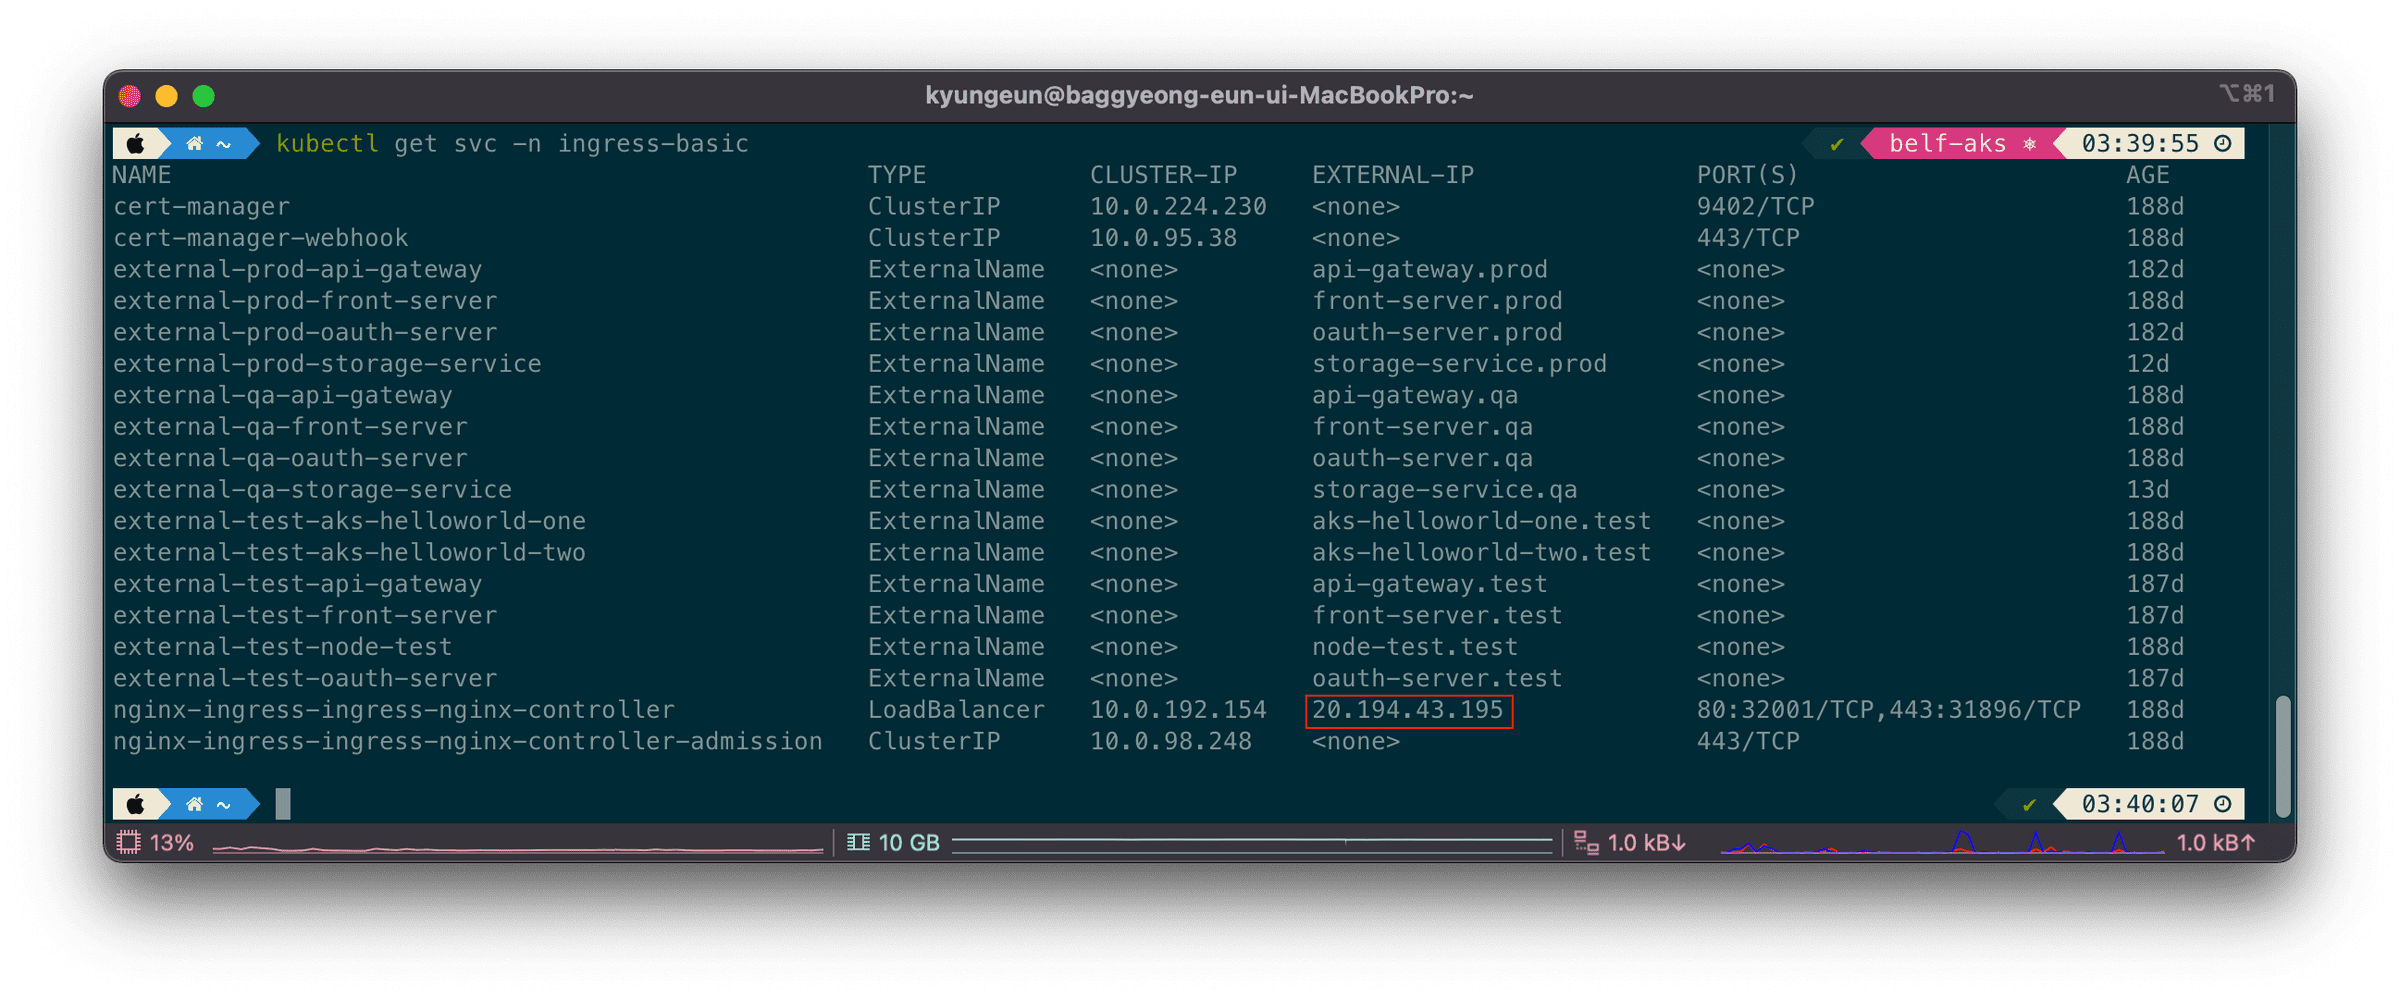 kyungeun@baggyeong-eun-ui-MacBookPro:~ ⌥⌘1
~ kubectl get svc -n ingress-basic ✔ belf-aks ⎈ 03:39:55
NAME TYPE CLUSTER-IP EXTERNAL-IP PORT(S) AGE
cert-manager ClusterIP 10.0.224.230 <none> 9402/TCP 188d
cert-manager-webhook ClusterIP 10.0.95.38 <none> 443/TCP 188d
external-prod-api-gateway ExternalName <none> api-gateway.prod <none> 182d
external-prod-front-server ExternalName <none> front-server.prod <none> 188d
external-prod-oauth-server ExternalName <none> oauth-server.prod <none> 182d
external-prod-storage-service ExternalName <none> storage-service.prod <none> 12d
external-qa-api-gateway ExternalName <none> api-gateway.qa <none> 188d
external-qa-front-server ExternalName <none> front-server.qa <none> 188d
external-qa-oauth-server ExternalName <none> oauth-server.qa <none> 188d
external-qa-storage-service ExternalName <none> storage-service.qa <none> 13d
external-test-aks-helloworld-one ExternalName <none> aks-helloworld-one.test <none> 188d
external-test-aks-helloworld-two ExternalName <none> aks-helloworld-two.test <none> 188d
external-test-api-gateway ExternalName <none> api-gateway.test <none> 187d
external-test-front-server ExternalName <none> front-server.test <none> 187d
external-test-node-test ExternalName <none> node-test.test <none> 188d
external-test-oauth-server ExternalName <none> oauth-server.test <none> 187d
nginx-ingress-ingress-nginx-controller LoadBalancer 10.0.192.154 20.194.43.195 80:32001/TCP,443:31896/TCP 188d
nginx-ingress-ingress-nginx-controller-admission ClusterIP 10.0.98.248 <none> 443/TCP 188d
~ ✔ 03:40:07
13% 10 GB 1.0 kB↓ 1.0 kB↑